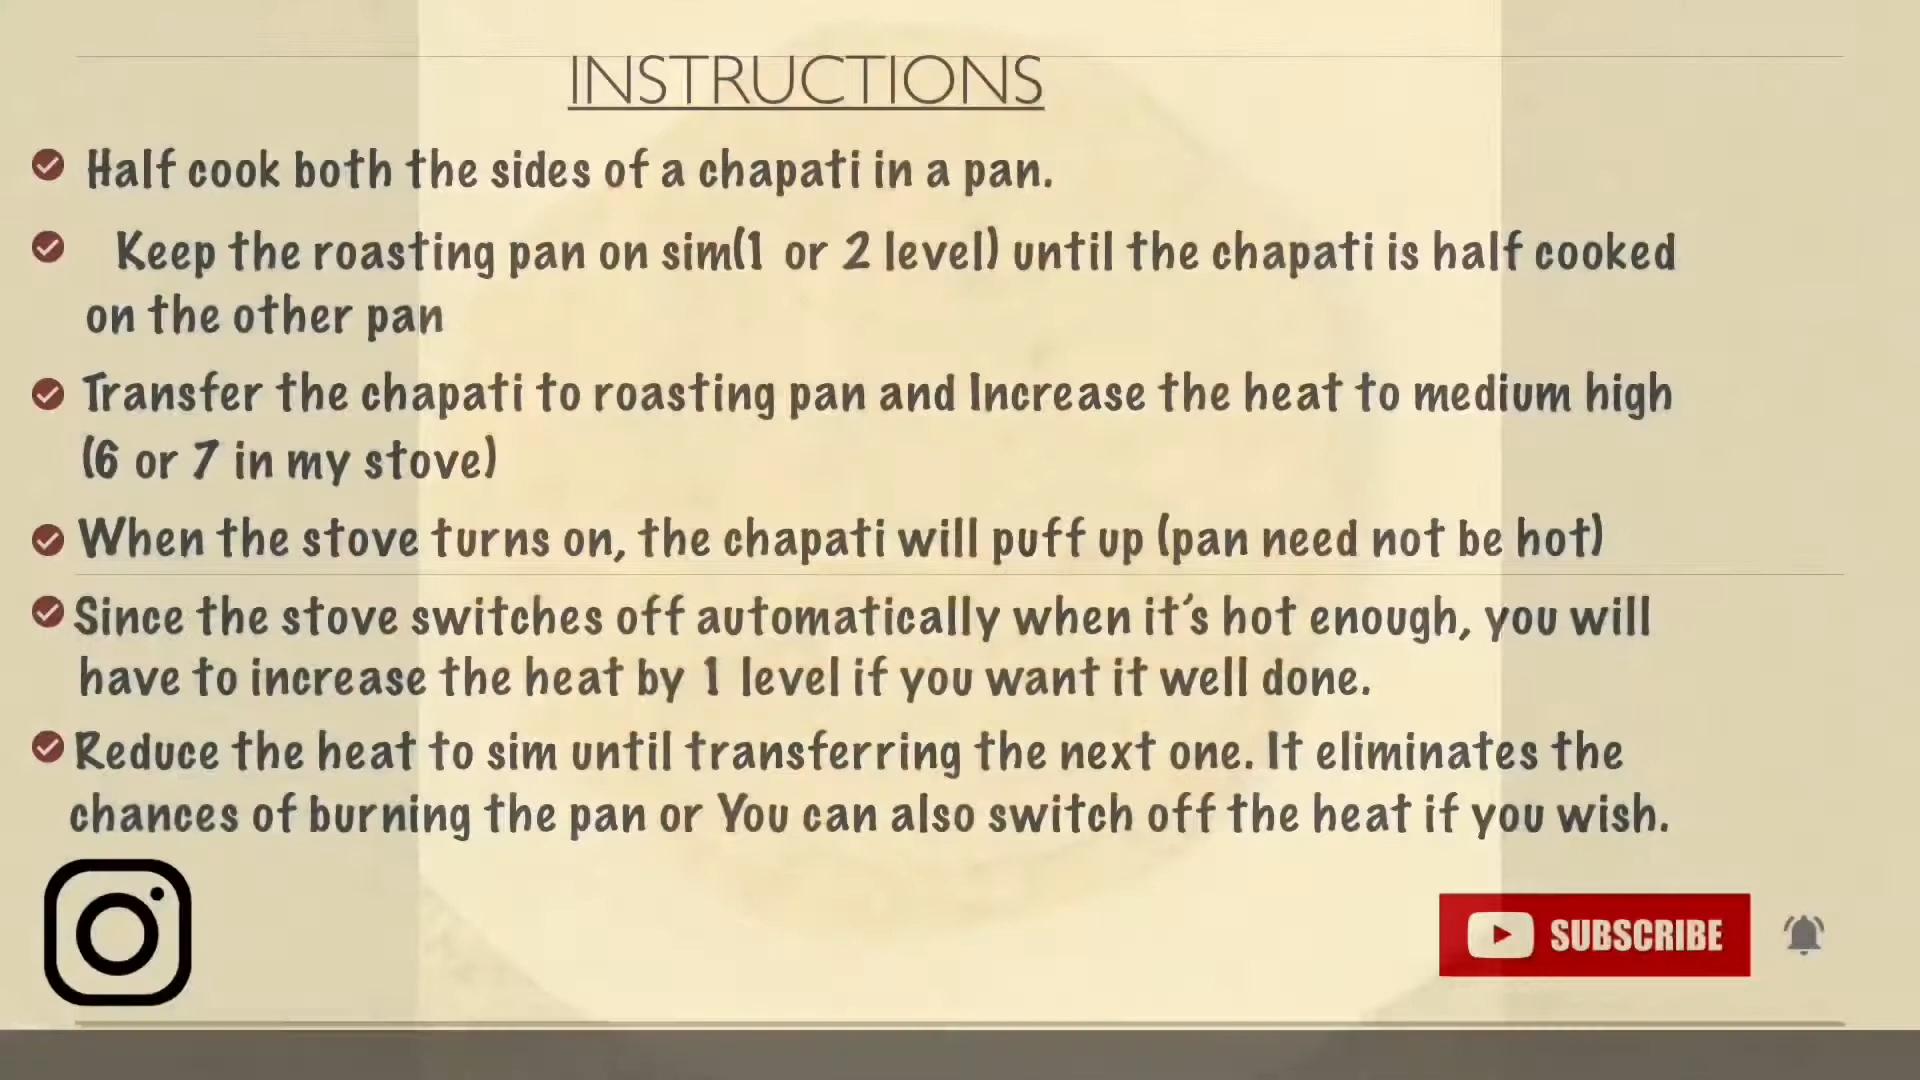 INSTRUCTIONS
Half cook both the sides of a chapati in a pan.
Keep the roasting pan on sim(1 or 2 level) until the chapati is half cooked
on the other pan
Transfer the chapati to roasting pan and Increase the heat to medium high
(6 or 7 in my stove)
When the stove turns on, the chapati will puff up (pan need not be hot)
Since the stove switches off automatically when it's hot enough, you will
have to increase the heat by 1 level if you want it well done.
Reduce the heat to sim until transferring the next one. It eliminates the
chances of burning the pan or You can also switch off the heat if you wish.
SUBSCRIBE